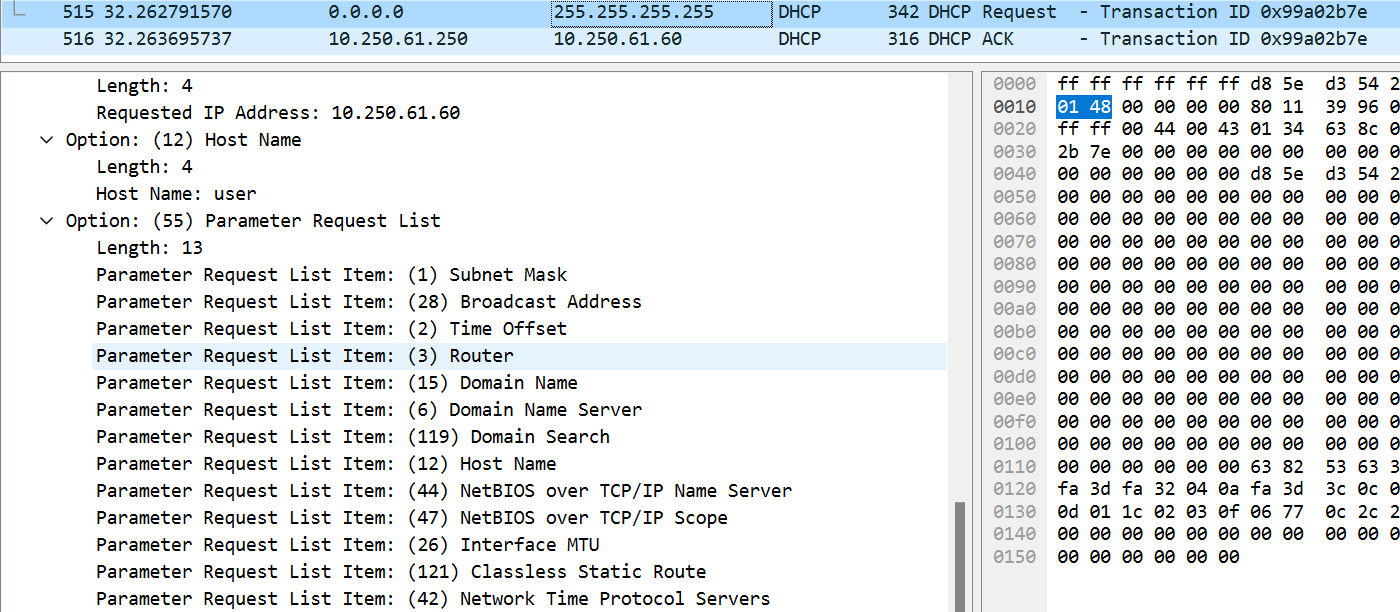 515 32.262791570 0.0.0.0 255.255.255.255 DHCP 342 DHCP Request - Transaction ID 0x99a02b7e
516 32.263695737 10.250.61.250 10.250.61.60 DHCP 316 DHCP ACK - Transaction ID 0x99a02b7e
Length: 4
Requested IP Address: 10.250.61.60
Option: (12) Host Name
Length: 4
Host Name: user
Option: (55) Parameter Request List
Length: 13
Parameter Request List Item: (1) Subnet Mask
Parameter Request List Item: (28) Broadcast Address
Parameter Request List Item: (2) Time Offset
Parameter Request List Item: (3) Router
Parameter Request List Item: (15) Domain Name
Parameter Request List Item: (6) Domain Name Server
Parameter Request List Item: (119) Domain Search
Parameter Request List Item: (12) Host Name
Parameter Request List Item: (44) NetBIOS over TCP/IP Name Server
Parameter Request List Item: (47) NetBIOS over TCP/IP Scope
Parameter Request List Item: (26) Interface MTU
Parameter Request List Item: (121) Classless Static Route
Parameter Request List Item: (42) Network Time Protocol Servers
0000 ff ff ff ff ff ff d8 5e d3 54 2
0010 01 48 00 00 00 00 80 11 39 96 0
0020 ff ff 00 44 00 43 01 34 63 8c 0
0030 2b 7e 00 00 00 00 00 00 00 00 0
0040 00 00 00 00 00 00 d8 5e d3 54 2
0050 00 00 00 00 00 00 00 00 00 00 0
0060 00 00 00 00 00 00 00 00 00 00 0
0070 00 00 00 00 00 00 00 00 00 00 0
0080 00 00 00 00 00 00 00 00 00 00 0
0090 00 00 00 00 00 00 00 00 00 00 0
00a0 00 00 00 00 00 00 00 00 00 00 0
00b0 00 00 00 00 00 00 00 00 00 00 0
00c0 00 00 00 00 00 00 00 00 00 00 0
00d0 00 00 00 00 00 00 00 00 00 00 0
00e0 00 00 00 00 00 00 00 00 00 00 0
00f0 00 00 00 00 00 00 00 00 00 00 0
0100 00 00 00 00 00 00 00 00 00 00 0
0110 00 00 00 00 00 00 63 82 53 63 3
0120 fa 3d fa 32 04 0a fa 3d 3c 0c 0
0130 0d 01 1c 02 03 0f 06 77 0c 2c 2
0140 00 00 00 00 00 00 00 00 00 00 0
0150 00 00 00 00 00 00